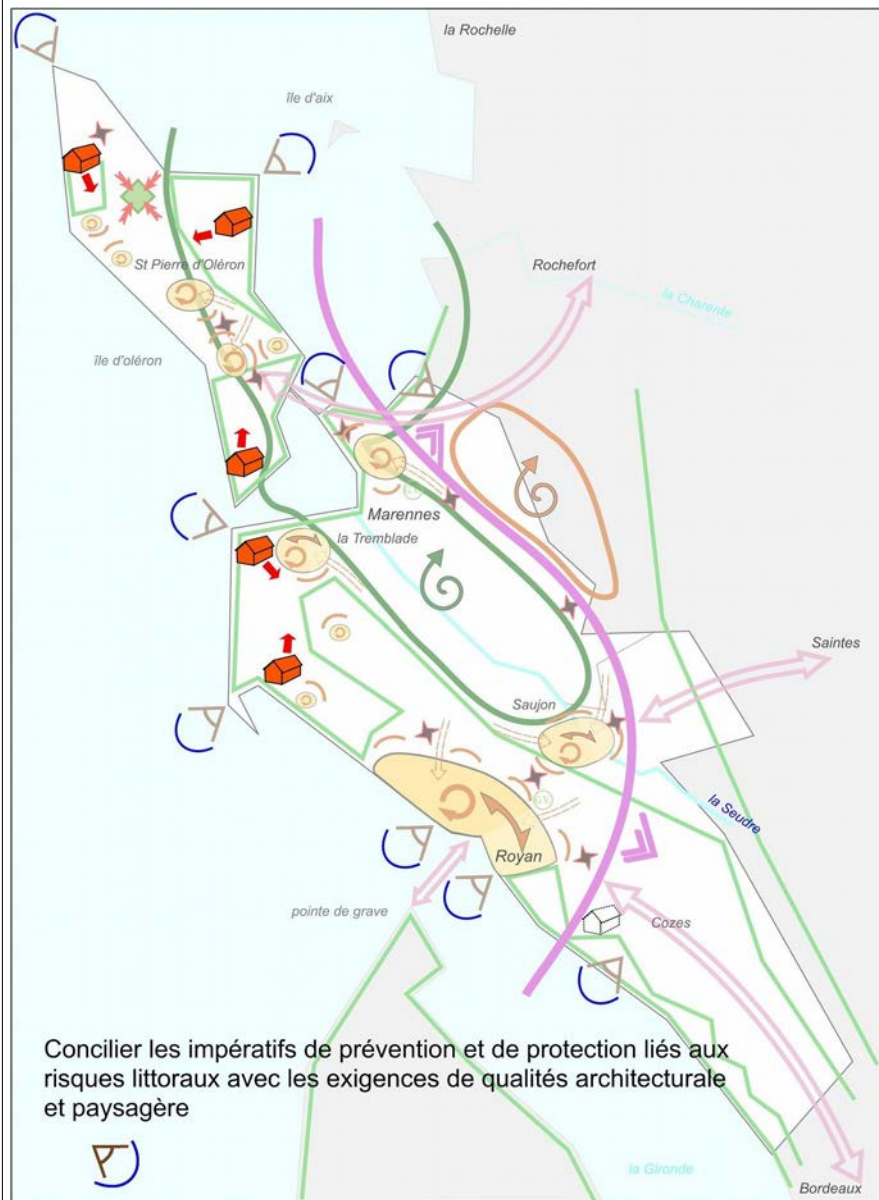 la Rochelle
île d'aix
Rochefort
la Charente
St Pierre d'Oléron
île d'oléron
Marennes
la Tremblade
Saintes
Saujon
la Seudre
Royan
pointe de grave
Cozes
Concilier les impératifs de prévention et de protection liés aux
risques littoraux avec les exigences de qualités architecturale
et paysagère
la Gironde
Bordeaux